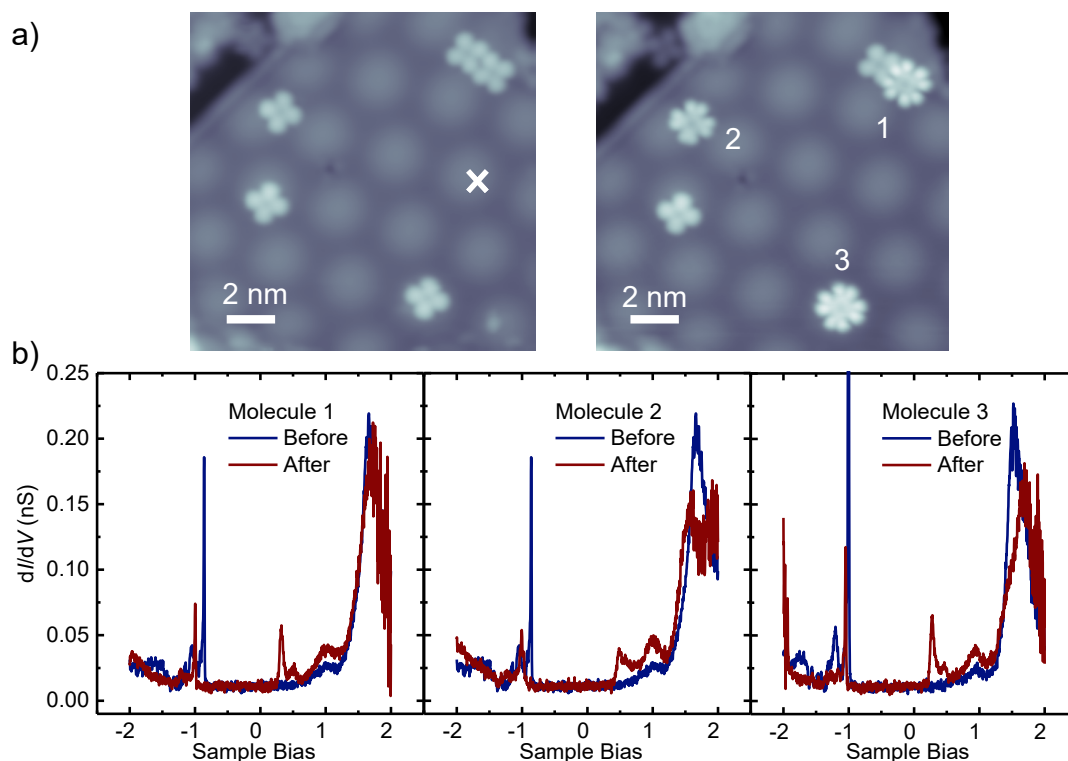 a)
2 nm
2 nm
1
2
3
b)
dI/dV (nS)
0.25
0.20
0.15
0.10
0.05
0.00
Molecule 1
Before
After
Molecule 2
Before
After
Molecule 3
Before
After
-2 -1 0 1 2
-2 -1 0 1 2
-2 -1 0 1 2
Sample Bias
Sample Bias
Sample Bias